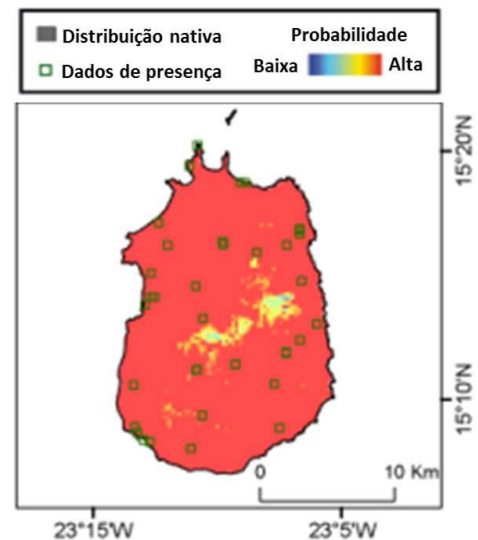 Distribuição nativa
Dados de presença
Probabilidade
Baixa Alta
15°20'N
15°10'N
0 10 Km
23°15'W 23°5'W